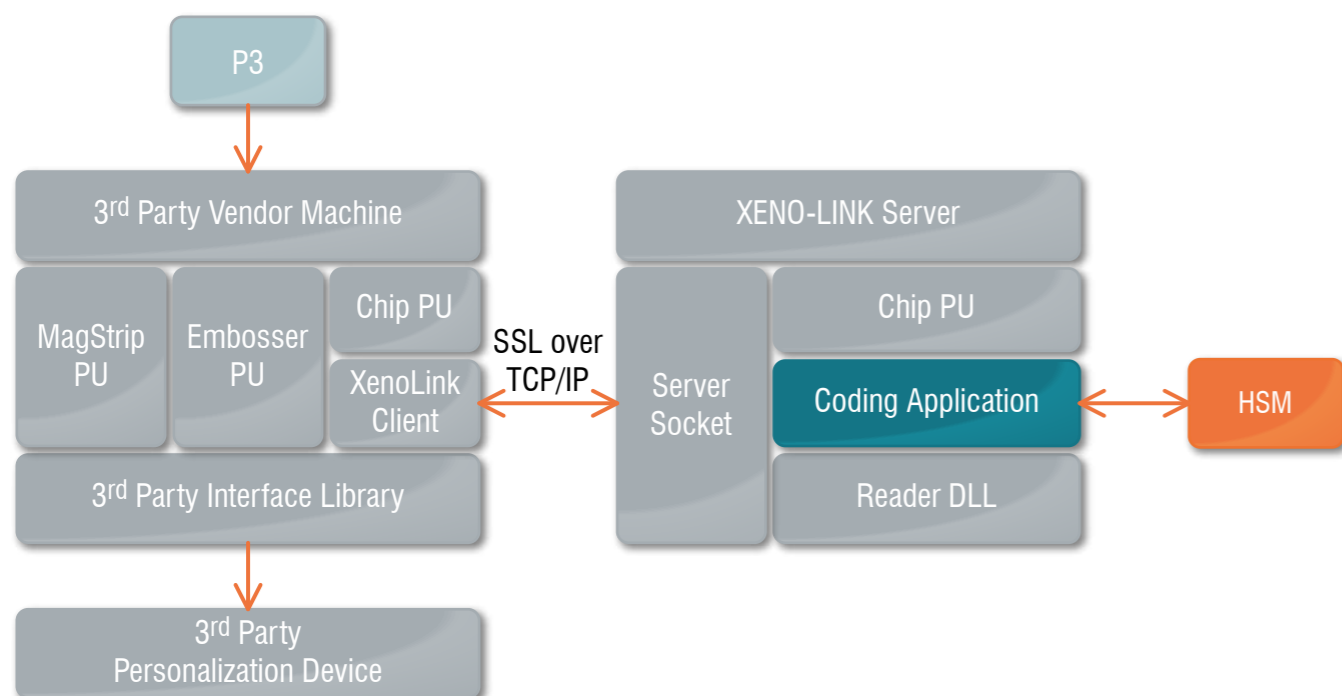 P3
3rd Party Vendor Machine
MagStrip
PU
Embosser
PU
Chip PU
XenoLink
Client
3rd Party Interface Library
3rd Party
Personalization Device
SSL over
TCP/IP
XENO-LINK Server
Server
Socket
Chip PU
Coding Application
Reader DLL
HSM